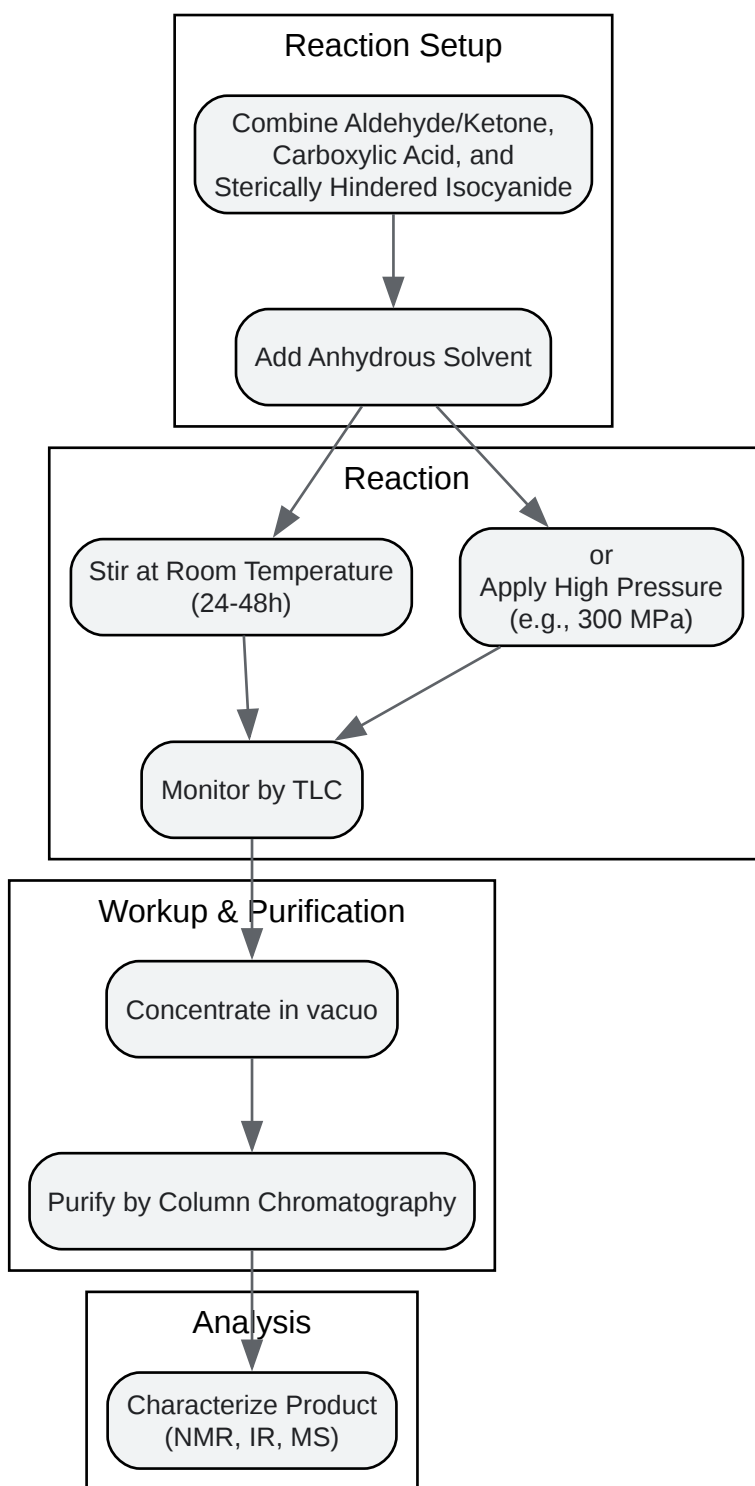 Reaction Setup
Combine Aldehyde/Ketone,
Carboxylic Acid, and
Sterically Hindered Isocyanide
Add Anhydrous Solvent
Reaction
Stir at Room Temperature
(24-48h)
or
Apply High Pressure
(e.g., 300 MPa)
Monitor by TLC
Workup & Purification
Concentrate in vacuo
Purify by Column Chromatography
Analysis
Characterize Product
(NMR, IR, MS)